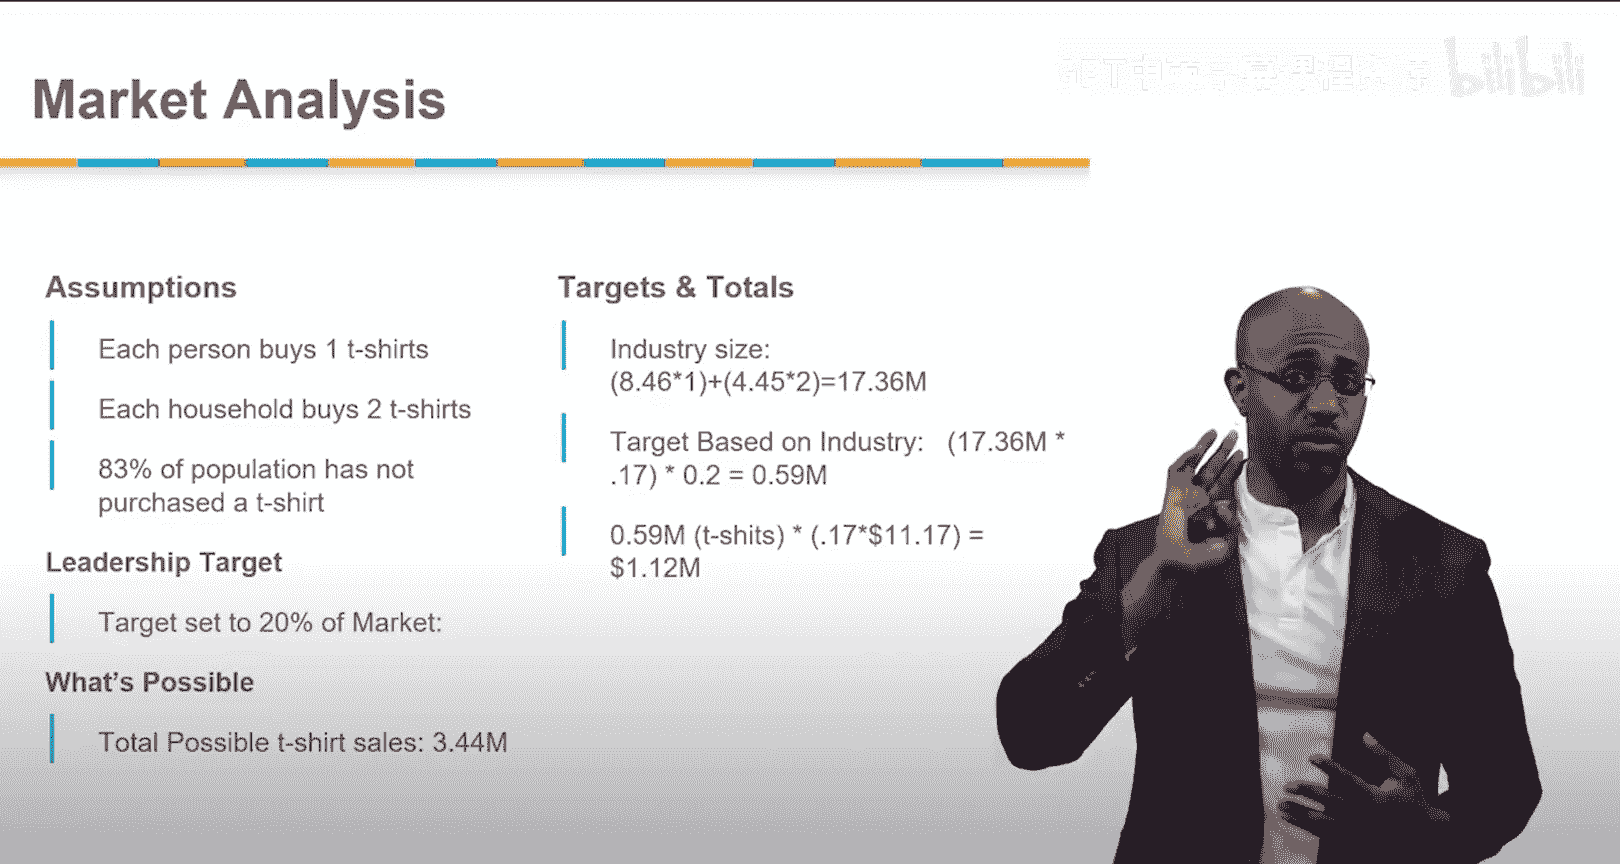 Market Analysis
bilibili
Assumptions
Each person buys 1 t-shirts
Each household buys 2 t-shirts
83% of population has not
purchased a t-shirt
Leadership Target
Target set to 20% of Market:
What's Possible
Total Possible t-shirt sales: 3.44M
Targets & Totals
Industry size:
(8.46*1)+(4.45*2)=17.36M
Target Based on Industry: (17.36M *
.17) * 0.2 = 0.59M
0.59M (t-shits) * (.17*$11.17) =
$1.12M